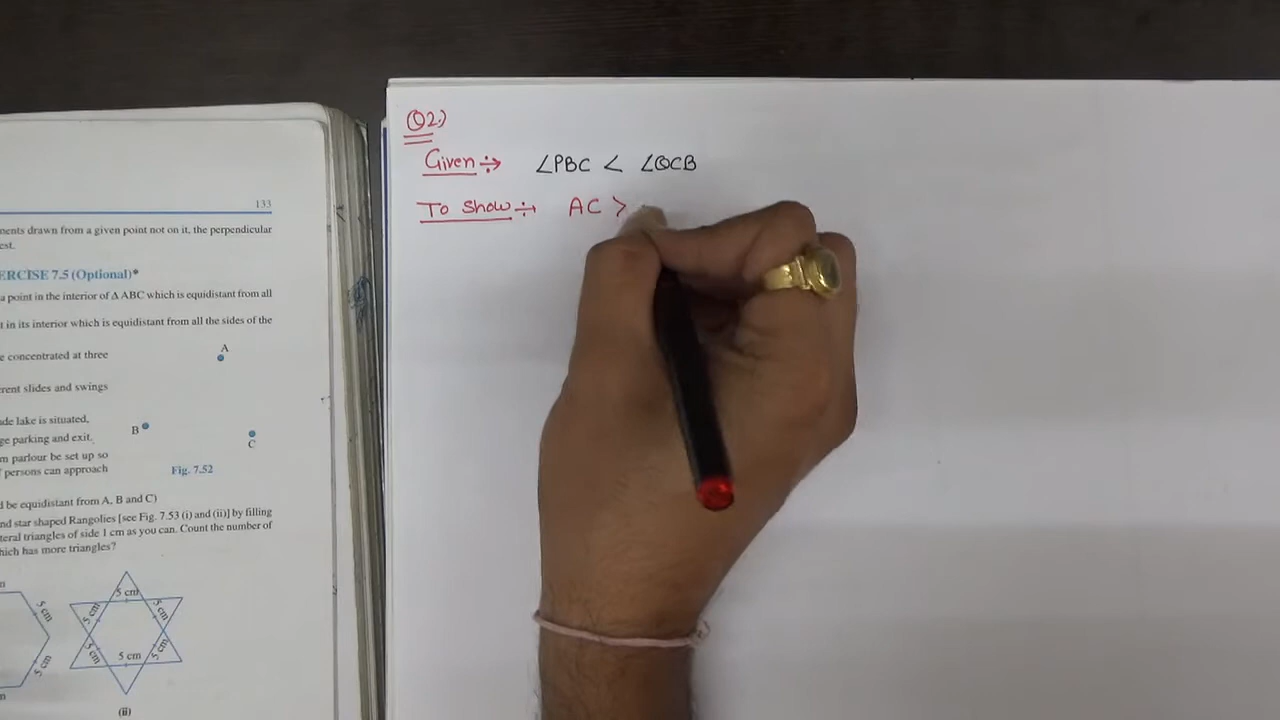 133
nents drawn from a given point not on it, the perpendicular
est.
ERCISE 7.5 (Optional)*
a point in the interior of Δ ABC which is equidistant from all
t in its interior which is equidistant from all the sides of the
e concentrated at three
A
erent slides and swings
ade lake is situated,
ge parking and exit.
B
C
m parlour be set up so
f persons can approach
Fig. 7.52
d be equidistant from A, B and C)
nd star shaped Rangolies [see Fig. 7.53 (i) and (ii)] by filling
teral triangles of side 1 cm as you can. Count the number of
hich has more triangles?
5 cm
5 cm
5 cm
5 cm
5 cm
5 cm
5 cm
5 cm
(ii)
Q2.)
Given ∠PBC < ∠QCB
To Show AC >